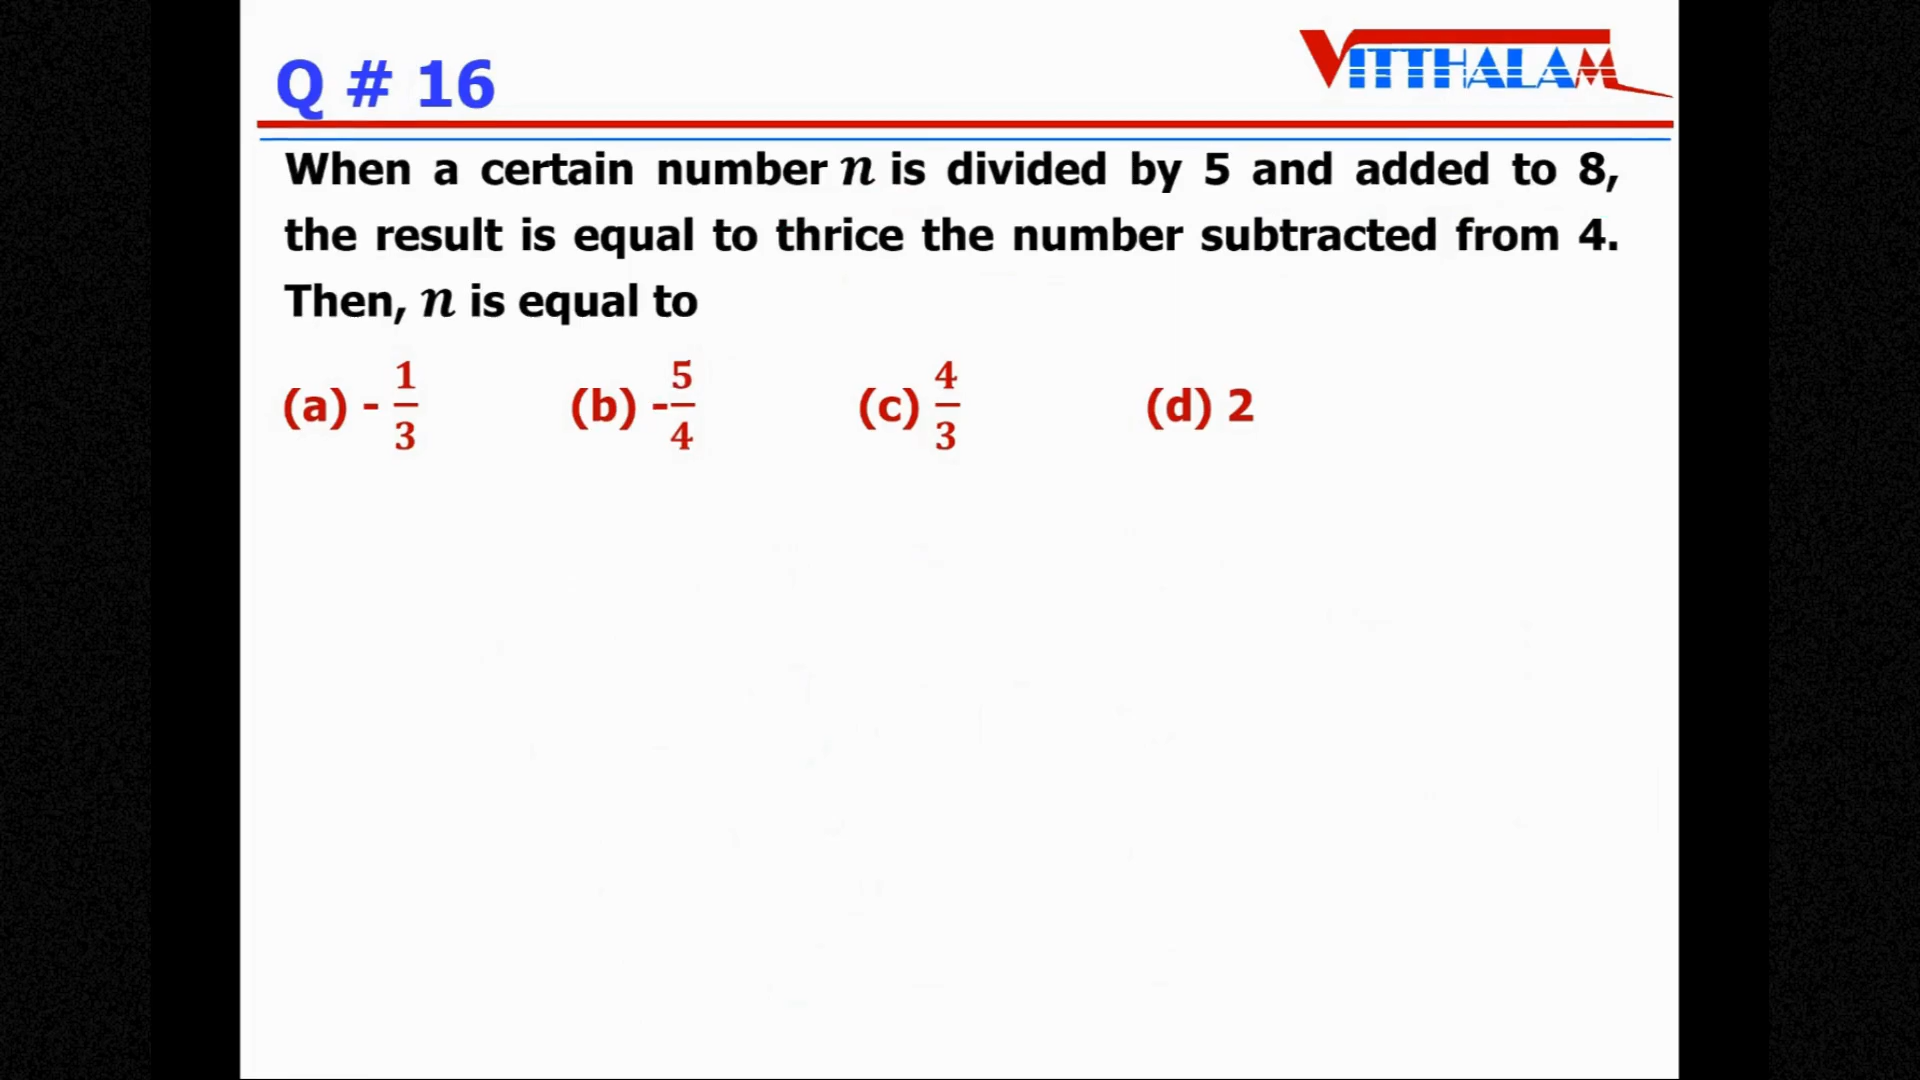 Q # 16
VITTHALAM
When a certain number n is divided by 5 and added to 8,
the result is equal to thrice the number subtracted from 4.
Then, n is equal to
(a) - 1/3 (b) -5/4 (c) 4/3 (d) 2